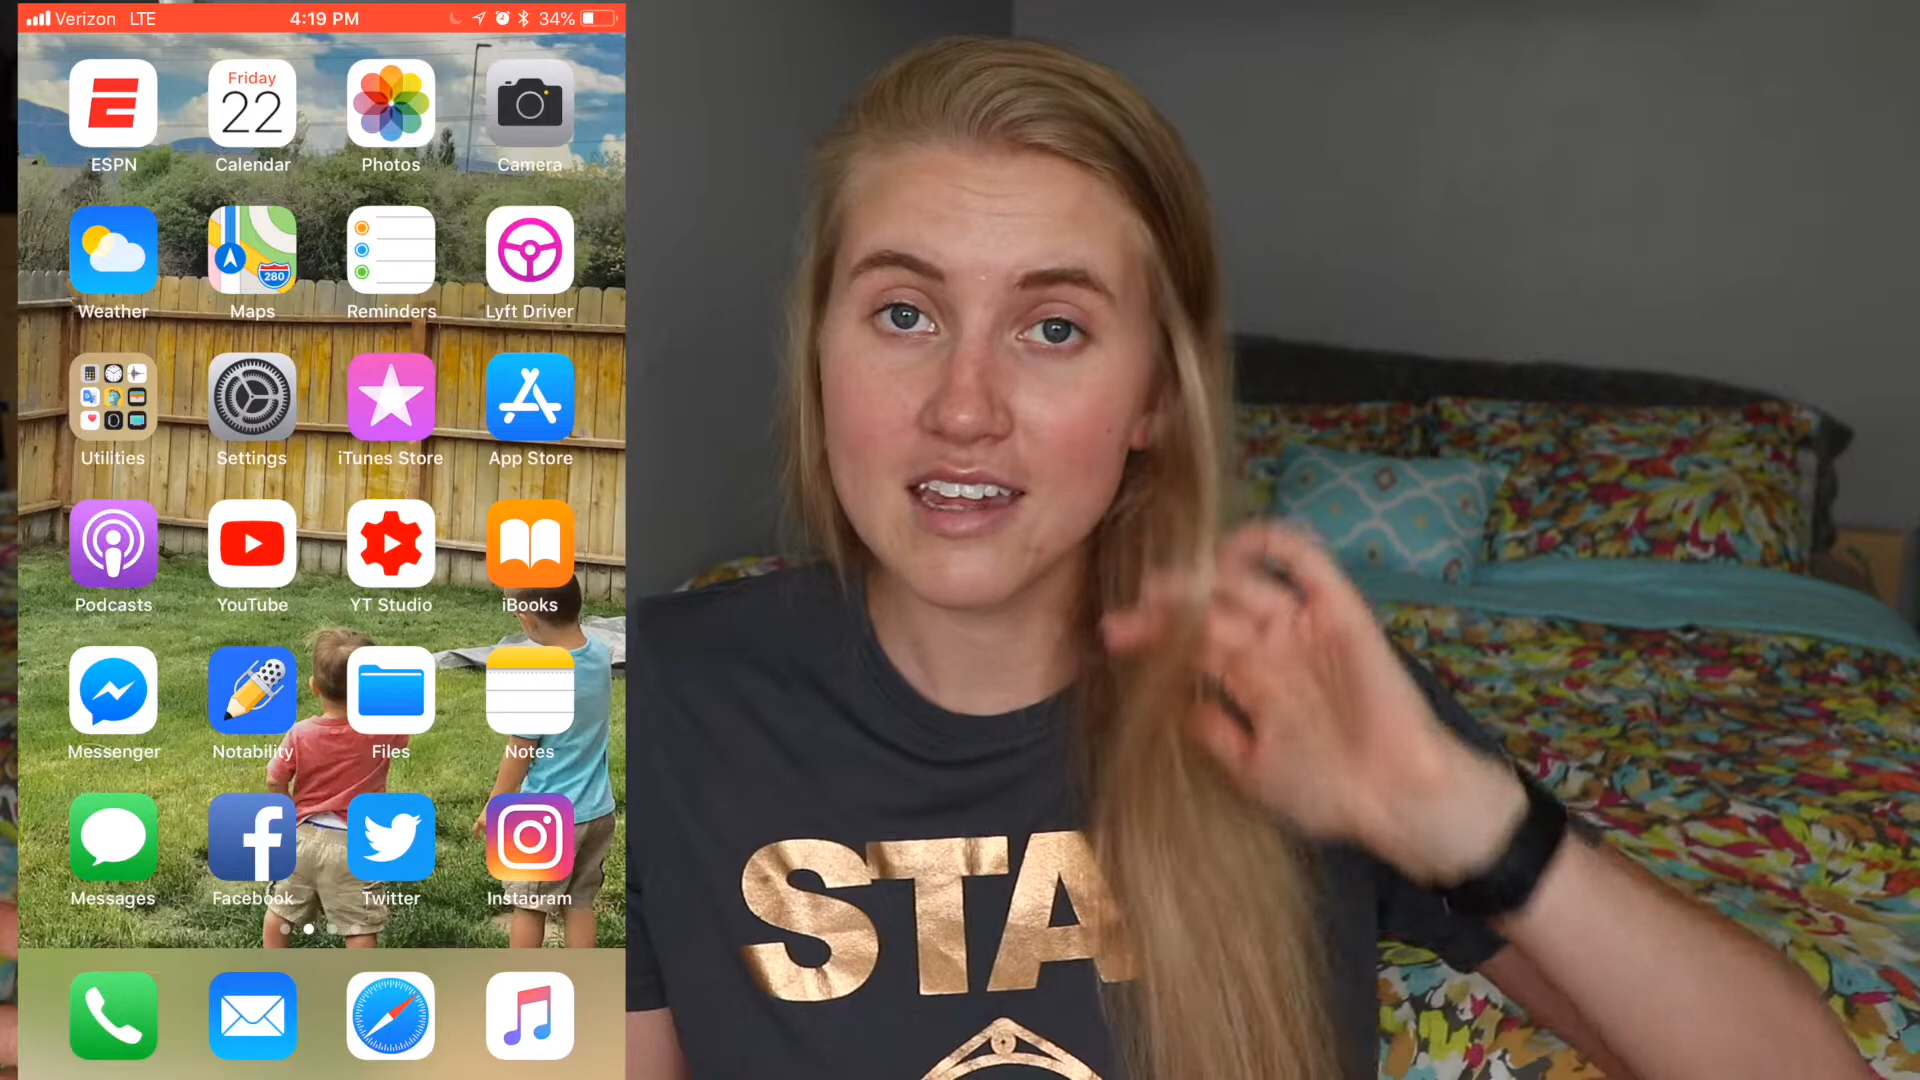 Verizon LTE 4:19 PM 34%
Friday
22
ESPN Calendar Photos Camera
280
Weather Maps Reminders Lyft Driver
Utilities Settings iTunes Store App Store
Podcasts YouTube YT Studio iBooks
Messenger Notability Files Notes
Messages Facebook Twitter Instagram
STA